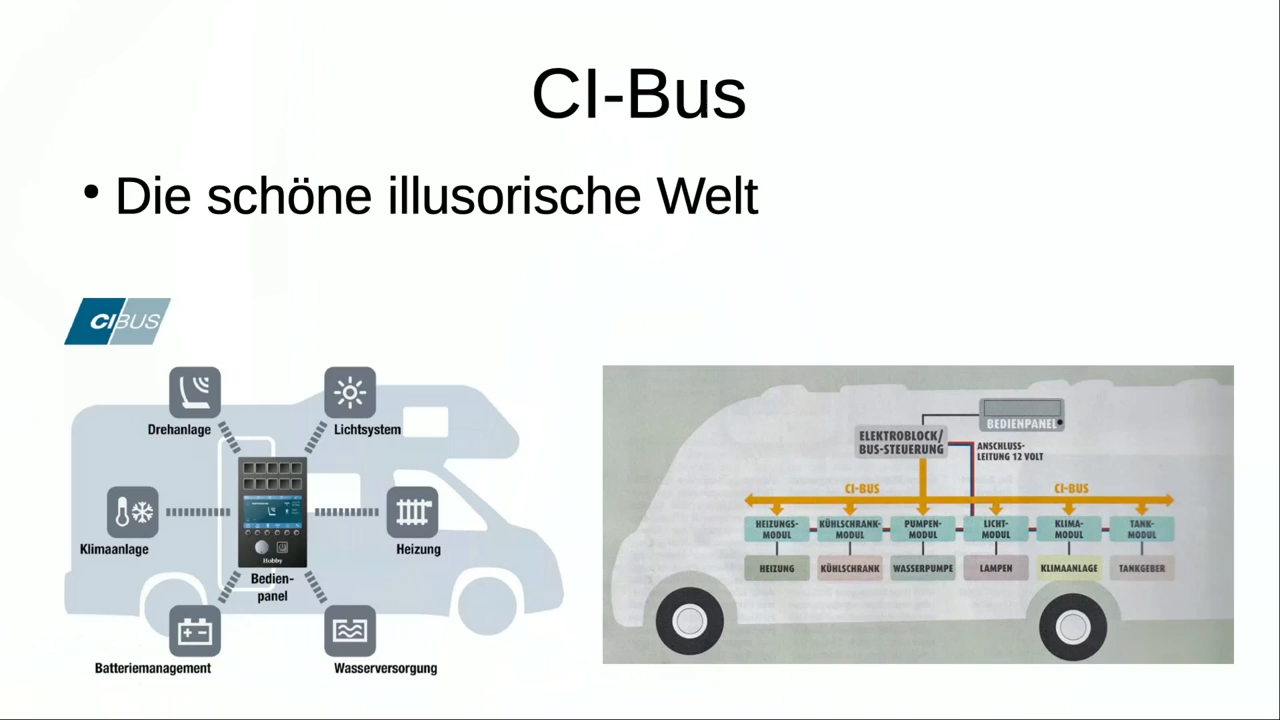 CI-Bus
• Die schöne illusorische Welt
CIBUS
Drehanlage
Lichtsystem
Klimaanlage
Heizung
Hobby
Bedien-
panel
Batteriemanagement
Wasserversorgung
BEDIENPANEL
ELEKTROBLOCK/
BUS-STEUERUNG
ANSCHLUSS-
LEITUNG 12 VOLT
CI-BUS
CI-BUS
HEIZUNGS-
MODUL
KÜHLSCHRANK-
MODUL
PUMPEN-
MODUL
LICHT-
MODUL
KLIMA-
MODUL
TANK-
MODUL
HEIZUNG
KÜHLSCHRANK
WASSERPUMPE
LAMPEN
KLIMAANLAGE
TANKGEBER